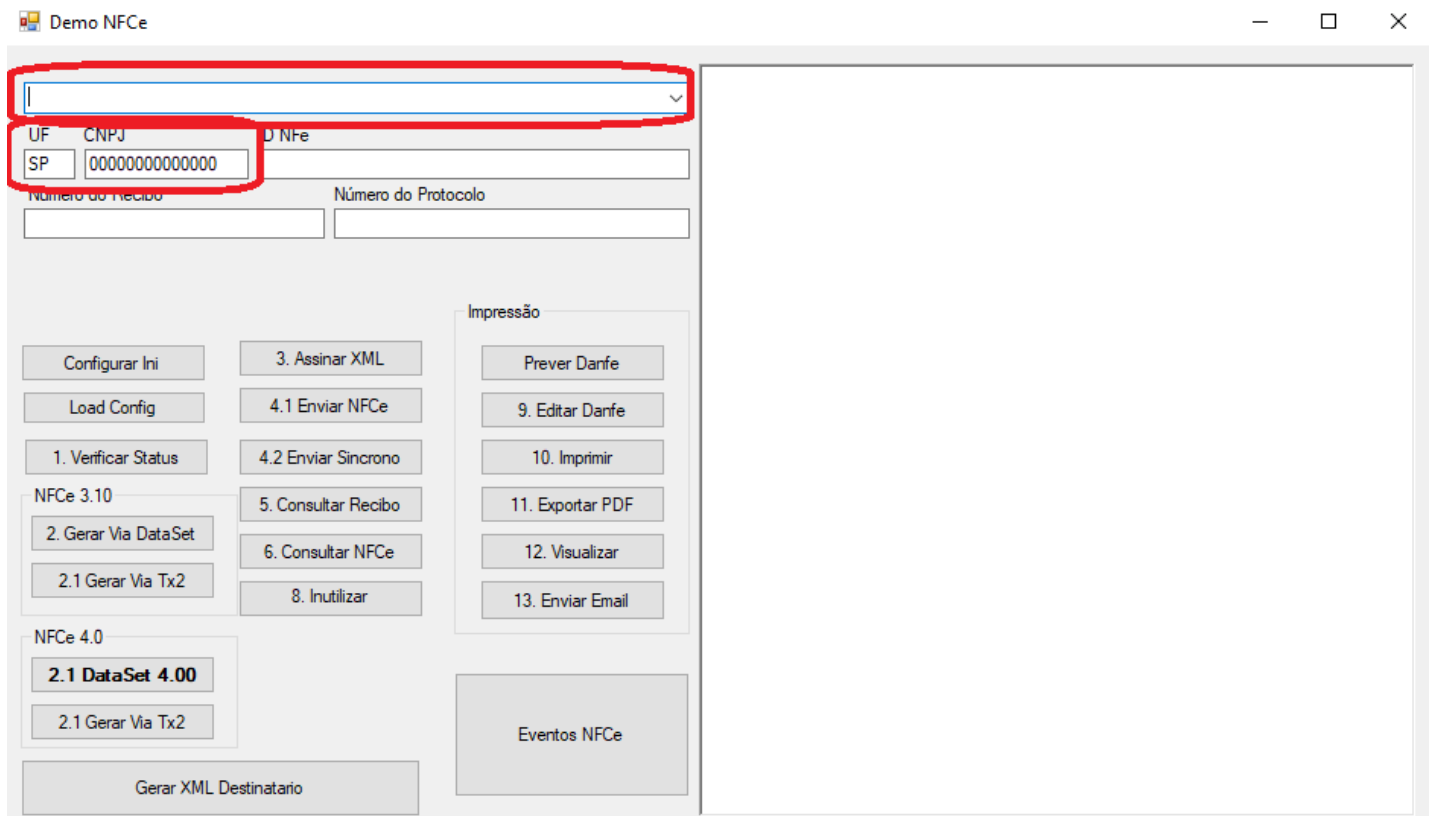 Demo NFCe
UF CNPJ D NFe
SP 00000000000000
Número do Recibo Número do Protocolo
Impressão
Configurar Ini 3. Assinar XML Prever Danfe
Load Config 4.1 Enviar NFCe 9. Editar Danfe
1. Verificar Status 4.2 Enviar Sincrono 10. Imprimir
NFCe 3.10 5. Consultar Recibo 11. Exportar PDF
2. Gerar Via DataSet 6. Consultar NFCe 12. Visualizar
2.1 Gerar Via Tx2 8. Inutilizar 13. Enviar Email
NFCe 4.0
2.1 DataSet 4.00
2.1 Gerar Via Tx2 Eventos NFCe
Gerar XML Destinatario